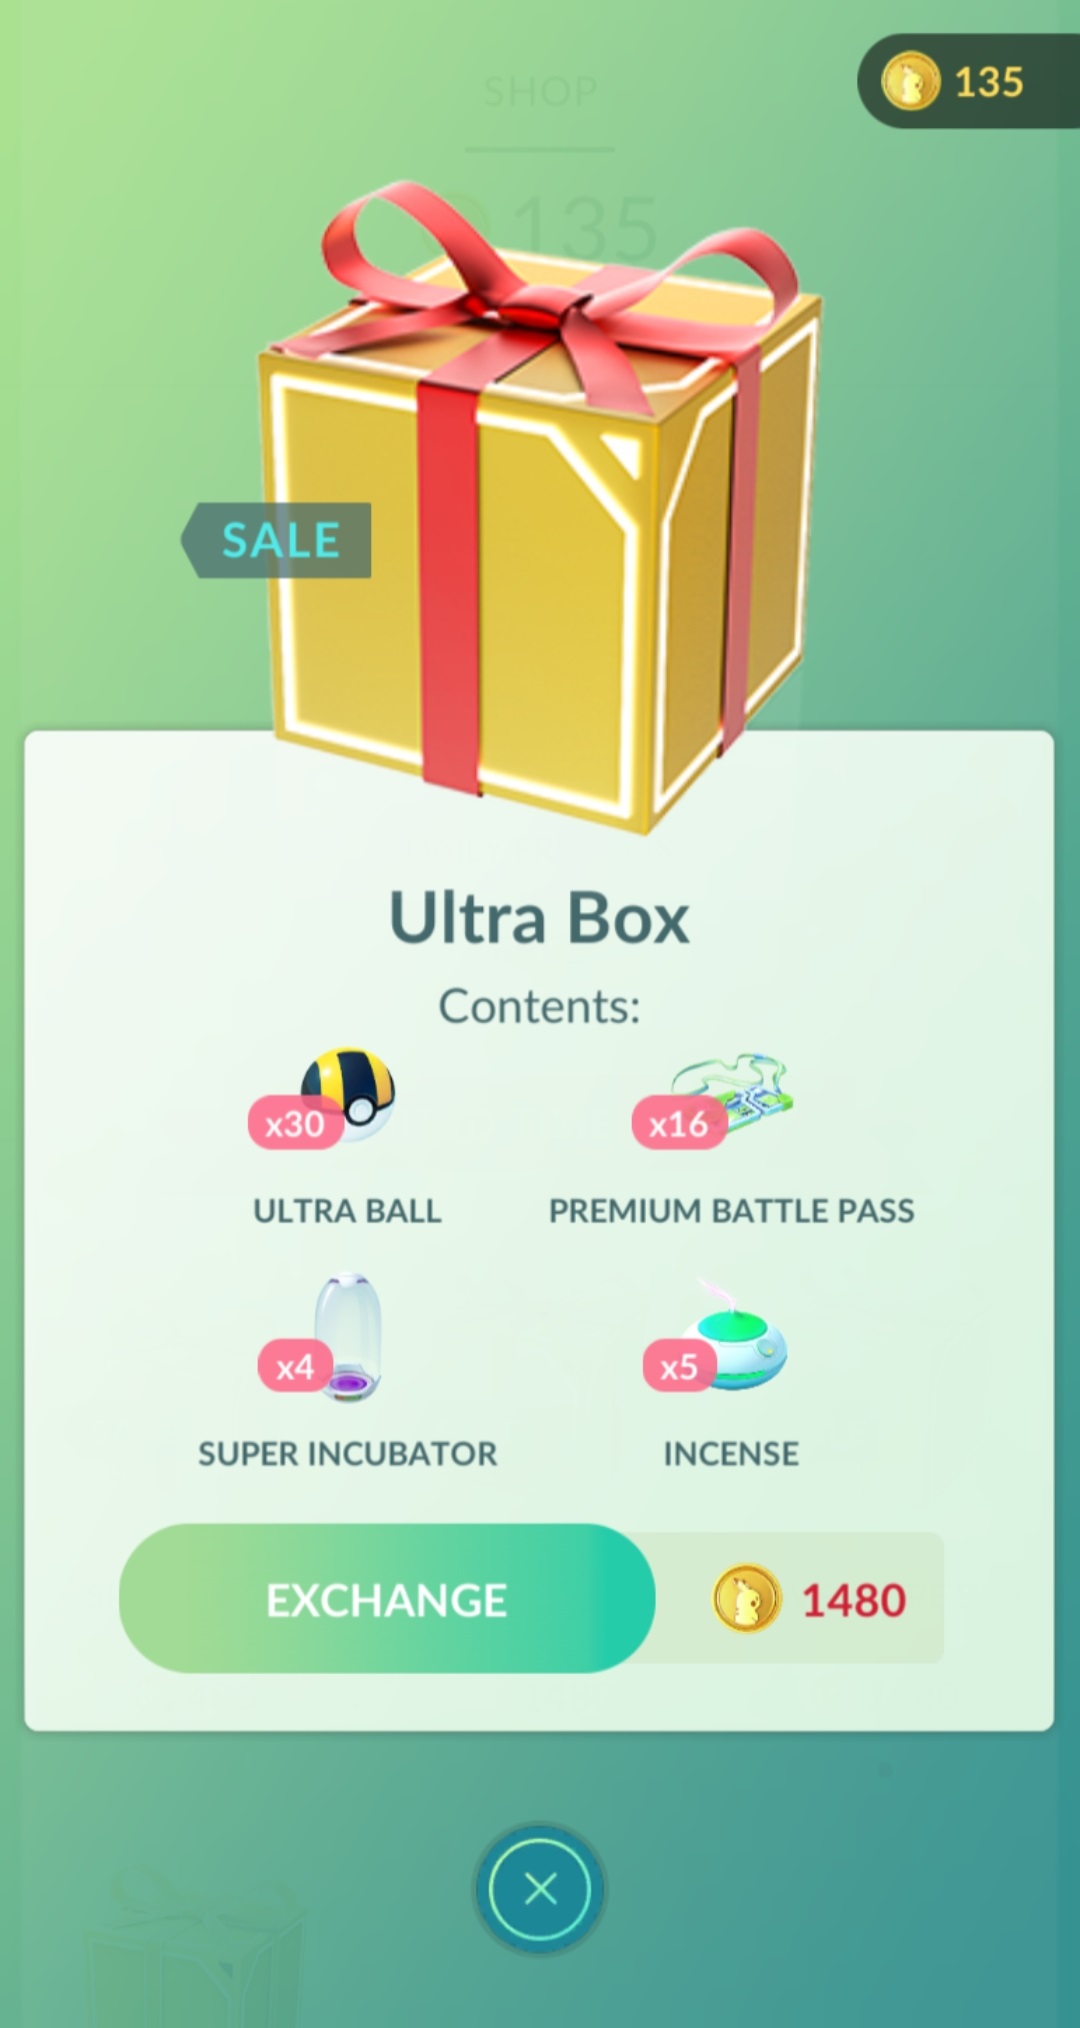 135
SHOP
135
SALE
Ultra Box
Contents:
x30
x16
ULTRA BALL
PREMIUM BATTLE PASS
x4
x5
SUPER INCUBATOR
INCENSE
EXCHANGE
1480